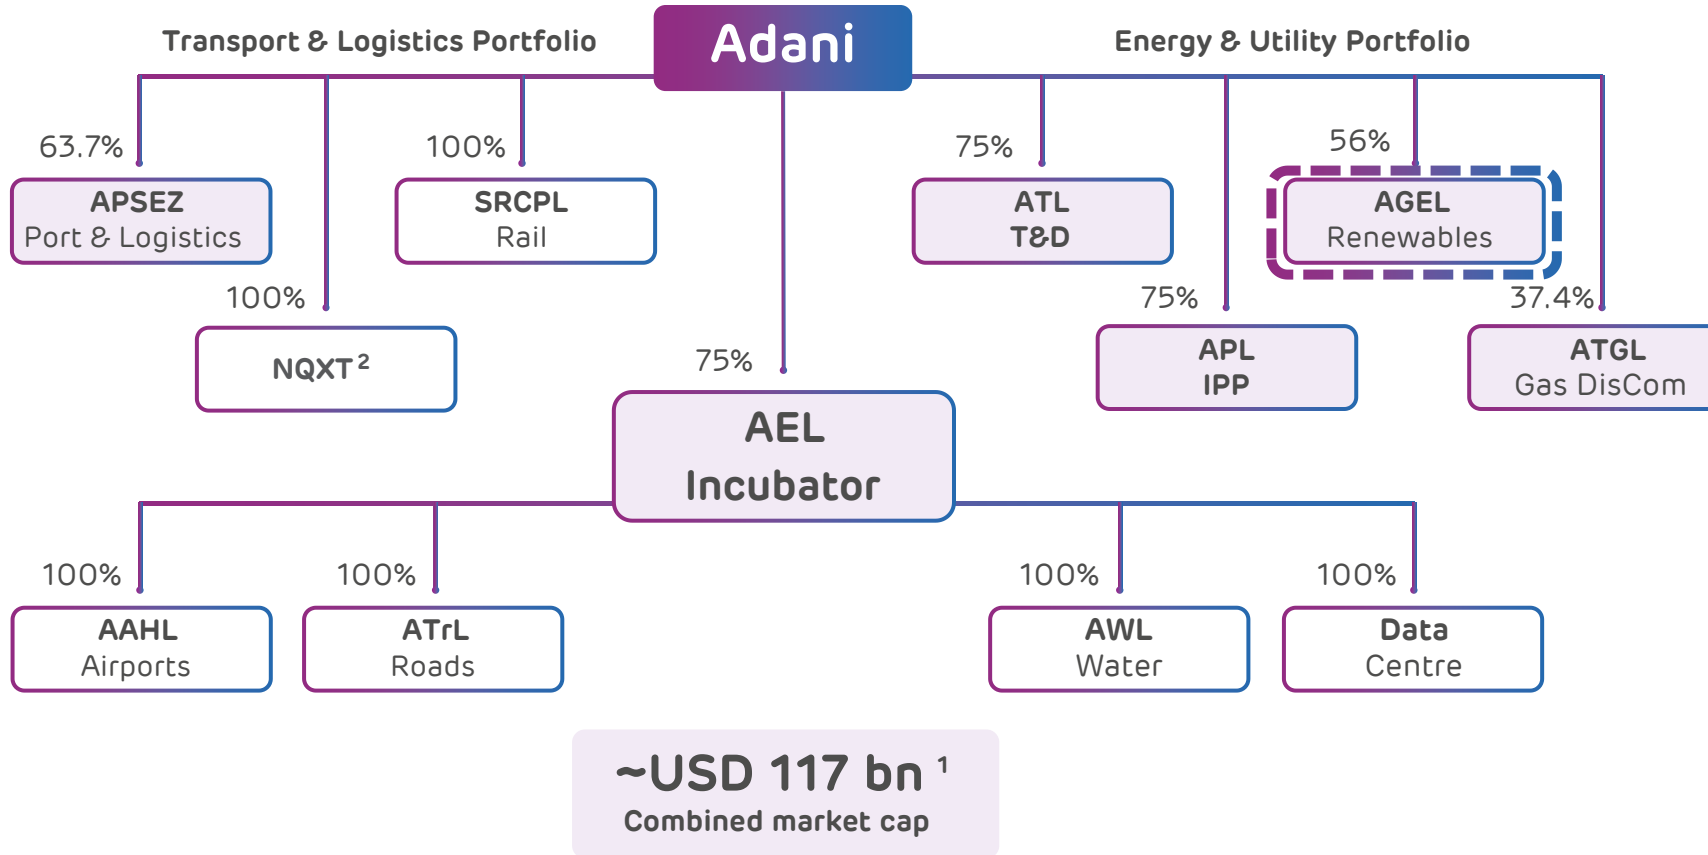 Transport & Logistics Portfolio
Adani
Energy & Utility Portfolio
63.7%
APSEZ
Port & Logistics
100%
SRCPL
Rail
75%
ATL
T&D
56%
AGEL
Renewables
100%
NQXT ²
75%
APL
IPP
37.4%
ATGL
Gas DisCom
75%
AEL
Incubator
100%
AAHL
Airports
100%
ATrL
Roads
100%
AWL
Water
100%
Data
Centre
~USD 117 bn ¹
Combined market cap